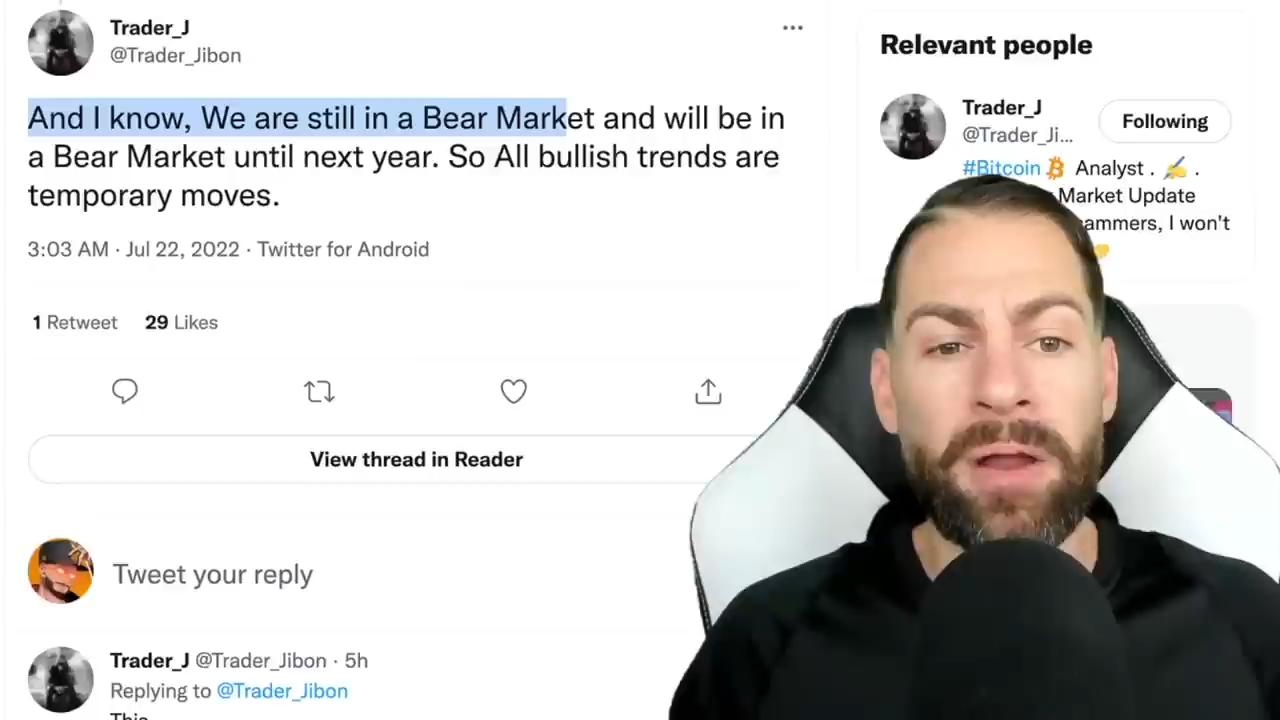 Trader_J
@Trader_Jibon
And I know, We are still in a Bear Market and will be in
a Bear Market until next year. So All bullish trends are
temporary moves.
3:03 AM · Jul 22, 2022 · Twitter for Android
1 Retweet 29 Likes
View thread in Reader
Tweet your reply
Trader_J @Trader_Jibon · 5h
Replying to @Trader_Jibon
This
Relevant people
Trader_J
@Trader_Ji...
Following
#Bitcoin Analyst . .
Market Update
I won't